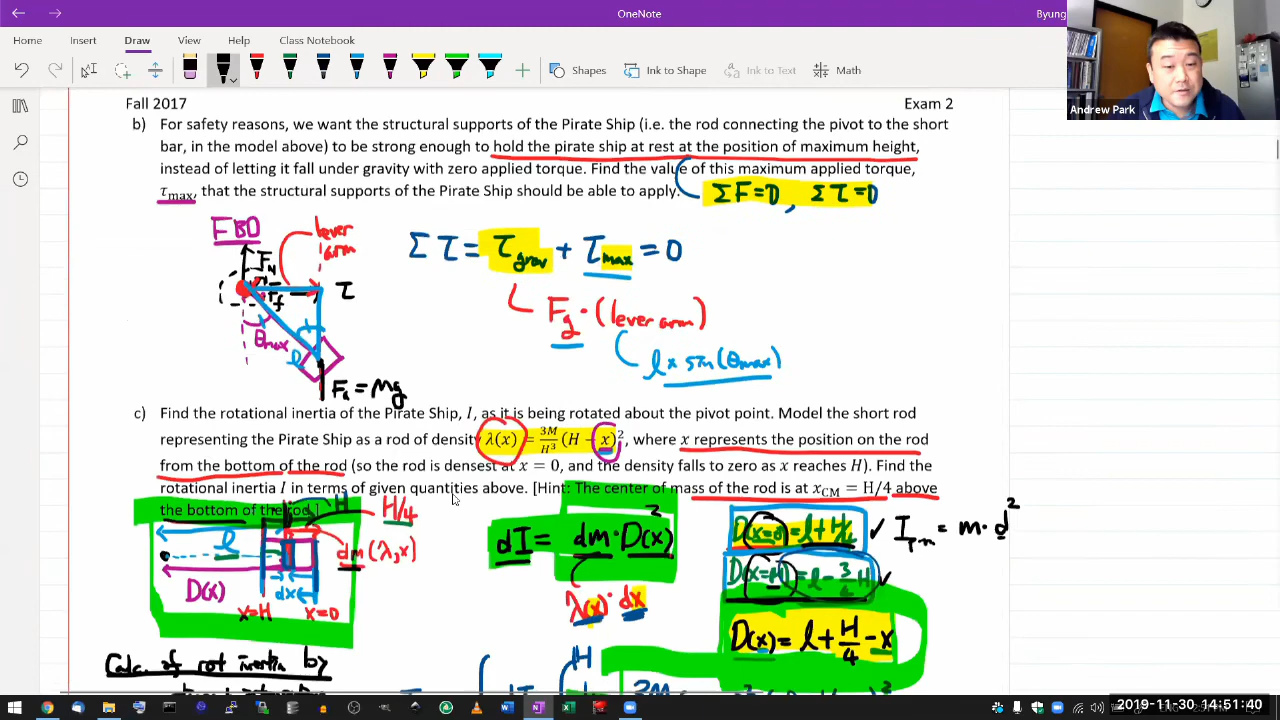 OneNote
Byung
Home Insert Draw View Help Class Notebook
Shapes Ink to Shape Ink to Text Math
Andrew Park
Fall 2017 Exam 2
b) For safety reasons, we want the structural supports of the Pirate Ship (i.e. the rod connecting the pivot to the short
bar, in the model above) to be strong enough to hold the pirate ship at rest at the position of maximum height,
instead of letting it fall under gravity with zero applied torque. Find the value of this maximum applied torque,
τmax, that the structural supports of the Pirate Ship should be able to apply.
ΣF=0, Στ=0
FBD
lever
arm
Στ = τgrav + τmax = 0
FN
Ff
τ
Fg·(lever arm)
θmax
l
l × sin(θmax)
FG = Mg
c) Find the rotational inertia of the Pirate Ship, I, as it is being rotated about the pivot point. Model the short rod
representing the Pirate Ship as a rod of density λ(x) = 3M/H³ (H − x)², where x represents the position on the rod
from the bottom of the rod (so the rod is densest at x = 0, and the density falls to zero as x reaches H). Find the
rotational inertia I in terms of given quantities above. [Hint: The center of mass of the rod is at xCM = H/4 above
the bottom of the rod.]
H
H/4
l
dm(λ,x)
D(x)
dx
x=H x=0
dI = dm·D(x)²
λ(x)·dx
D(x=0) = l + H/4 ✓ Ipm = m·d²
D(x=H) = l − 3/4 H ✓
D(x) = l + H/4 − x
Calc. of rot inertia by
H
3M
2019-11-30 14:51:40